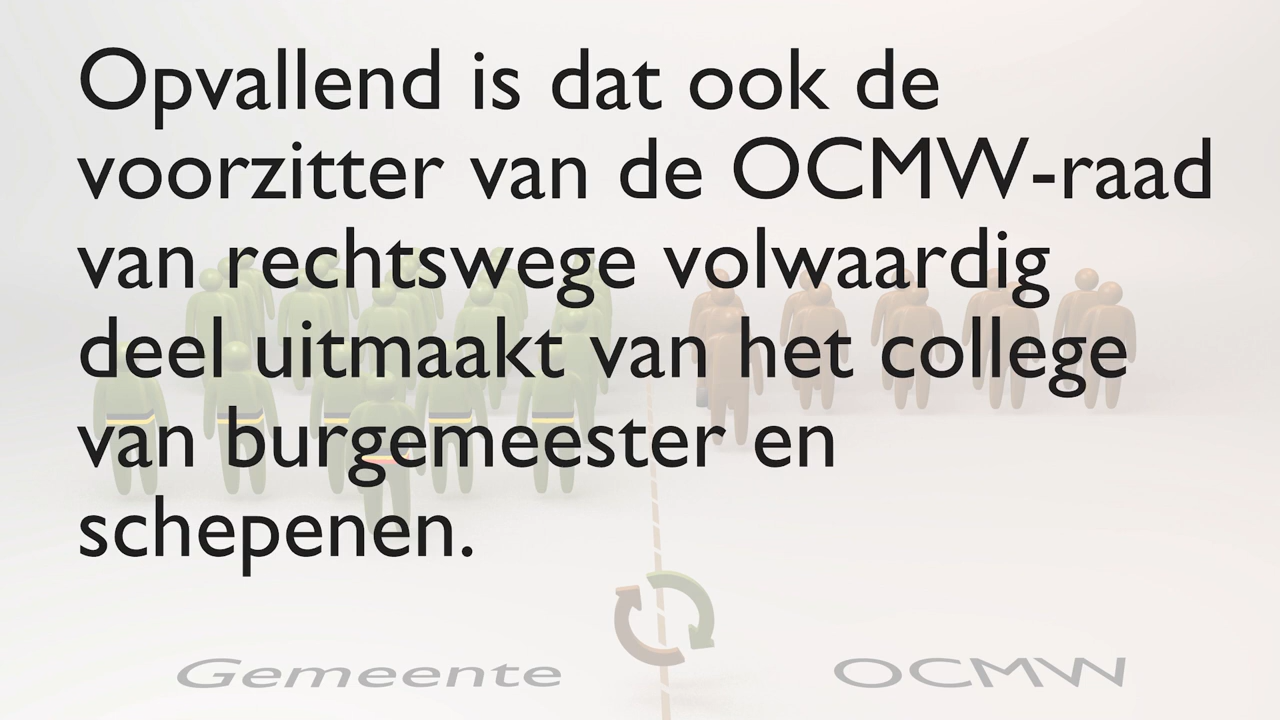 Opvallend is dat ook de
voorzitter van de OCMW-raad
van rechtswege volwaardig
deel uitmaakt van het college
van burgemeester en
schepenen.
Gemeente
OCMW